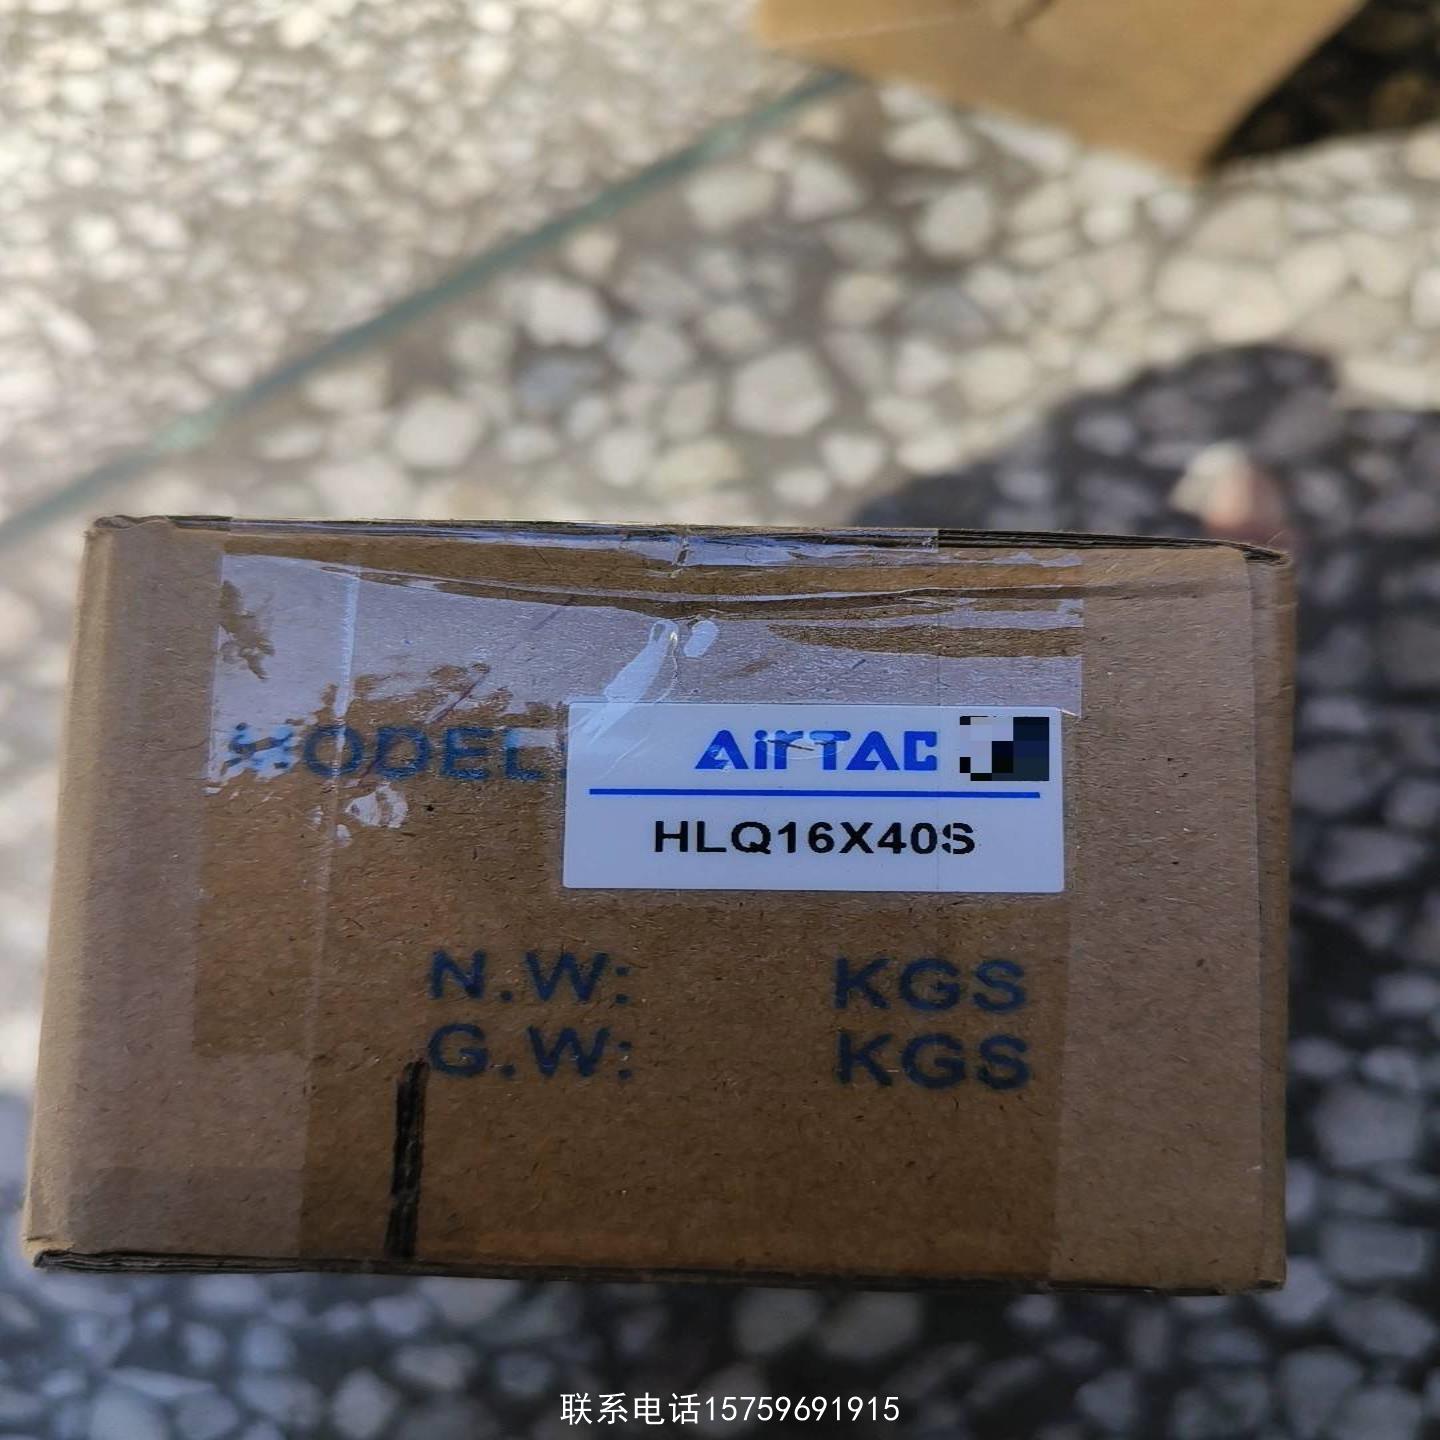 MODEL:
AirTAC
HLQ16X40S
N.W: KGS
G.W: KGS
联系电话15759691915